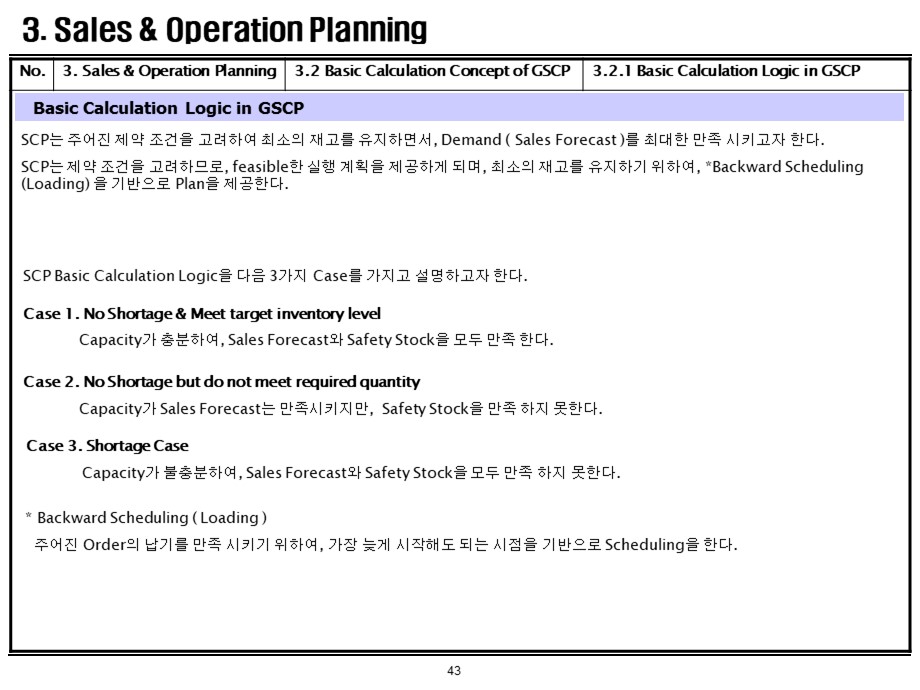 3. Sales & Operation Planning
No. 3. Sales & Operation Planning 3.2 Basic Calculation Concept of GSCP 3.2.1 Basic Calculation Logic in GSCP
Basic Calculation Logic in GSCP
SCP는 주어진 제약 조건을 고려하여 최소의 재고를 유지하면서, Demand ( Sales Forecast )를 최대한 만족 시키고자 한다.
SCP는 제약 조건을 고려하므로, feasible한 실행 계획을 제공하게 되며, 최소의 재고를 유지하기 위하여, *Backward Scheduling
(Loading) 을 기반으로 Plan을 제공한다.
SCP Basic Calculation Logic을 다음 3가지 Case를 가지고 설명하고자 한다.
Case 1. No Shortage & Meet target inventory level
Capacity가 충분하여, Sales Forecast와 Safety Stock을 모두 만족 한다.
Case 2. No Shortage but do not meet required quantity
Capacity가 Sales Forecast는 만족시키지만, Safety Stock을 만족 하지 못한다.
Case 3. Shortage Case
Capacity가 불충분하여, Sales Forecast와 Safety Stock을 모두 만족 하지 못한다.
* Backward Scheduling ( Loading )
주어진 Order의 납기를 만족 시키기 위하여, 가장 늦게 시작해도 되는 시점을 기반으로 Scheduling을 한다.
43